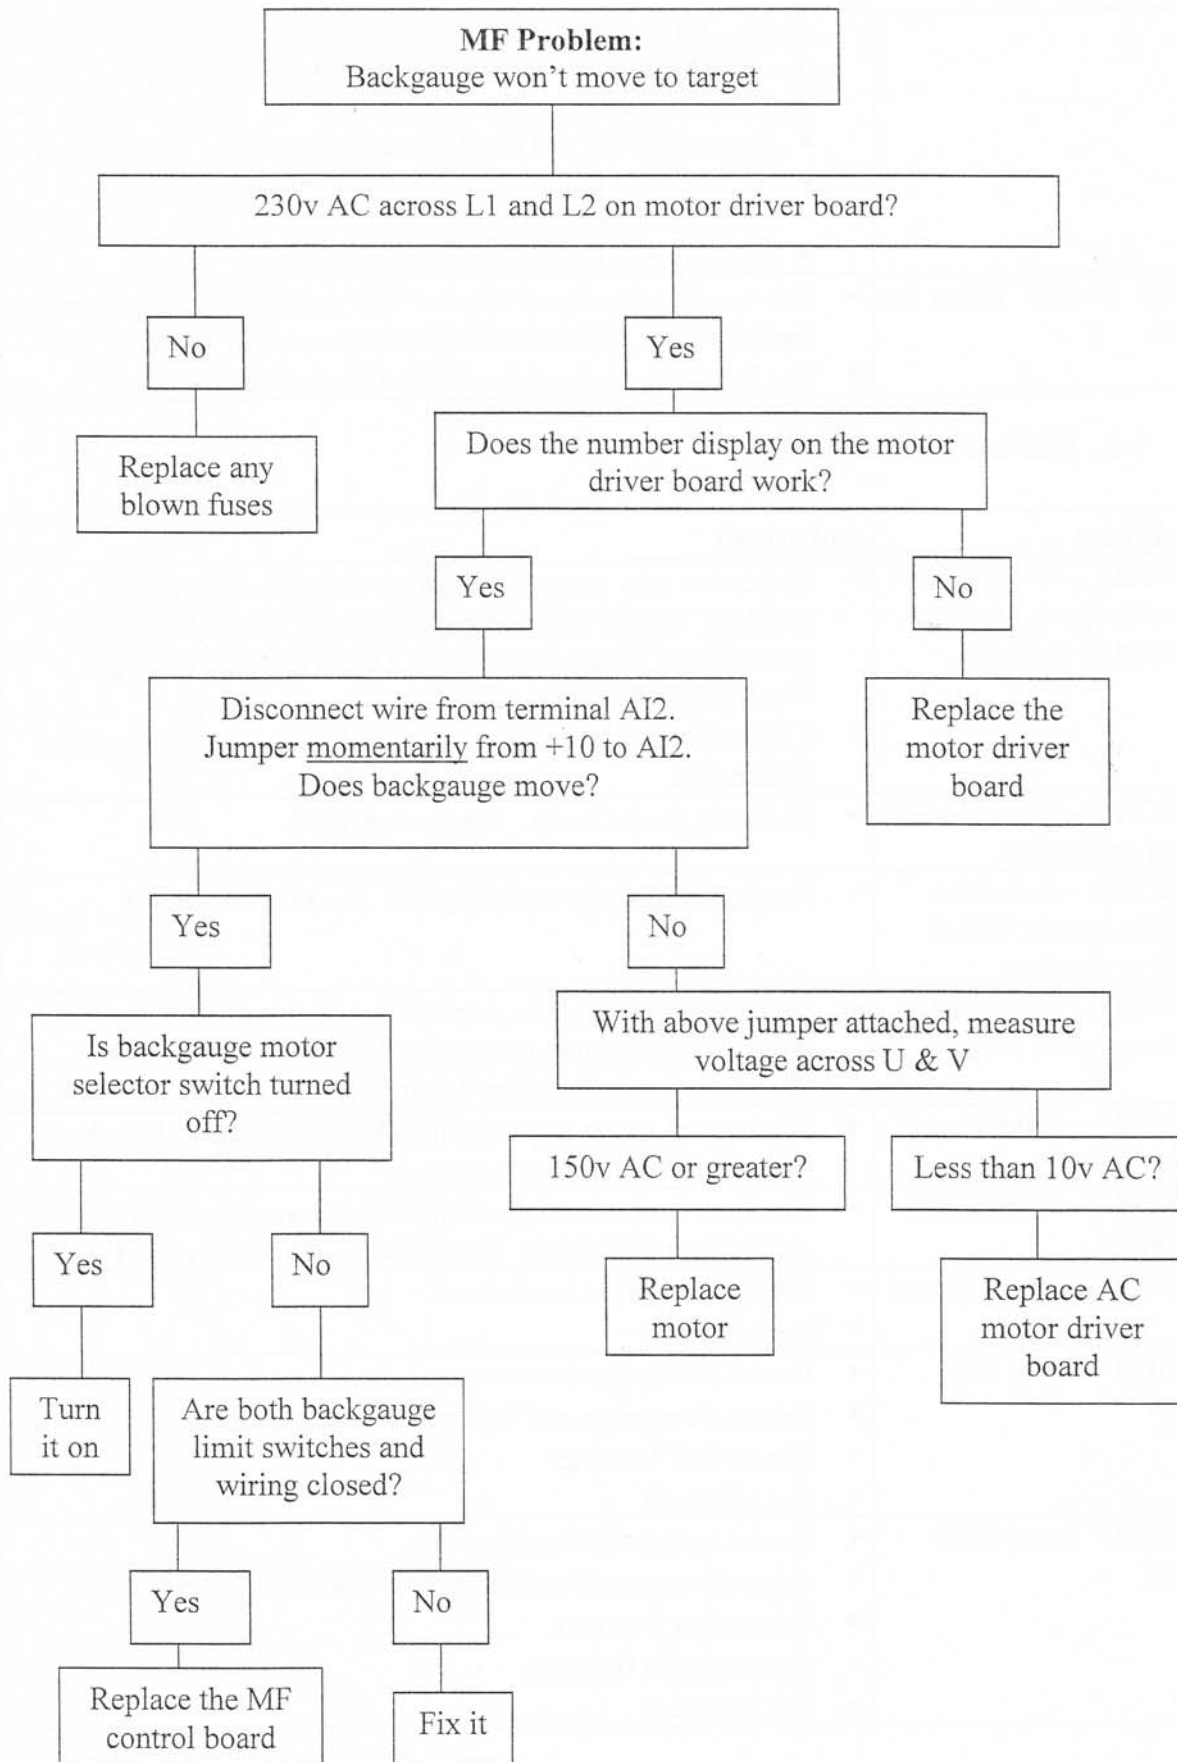 MF Problem:
Backgauge won't move to target
230v AC across L1 and L2 on motor driver board?
No
Yes
Replace any
blown fuses
Does the number display on the motor
driver board work?
Yes
No
Disconnect wire from terminal AI2.
Jumper momentarily from +10 to AI2.
Does backgauge move?
Replace the
motor driver
board
Yes
No
Is backgauge motor
selector switch turned
off?
With above jumper attached, measure
voltage across U & V
150v AC or greater?
Less than 10v AC?
Yes
No
Replace
motor
Replace AC
motor driver
board
Turn
it on
Are both backgauge
limit switches and
wiring closed?
Yes
No
Replace the MF
control board
Fix it